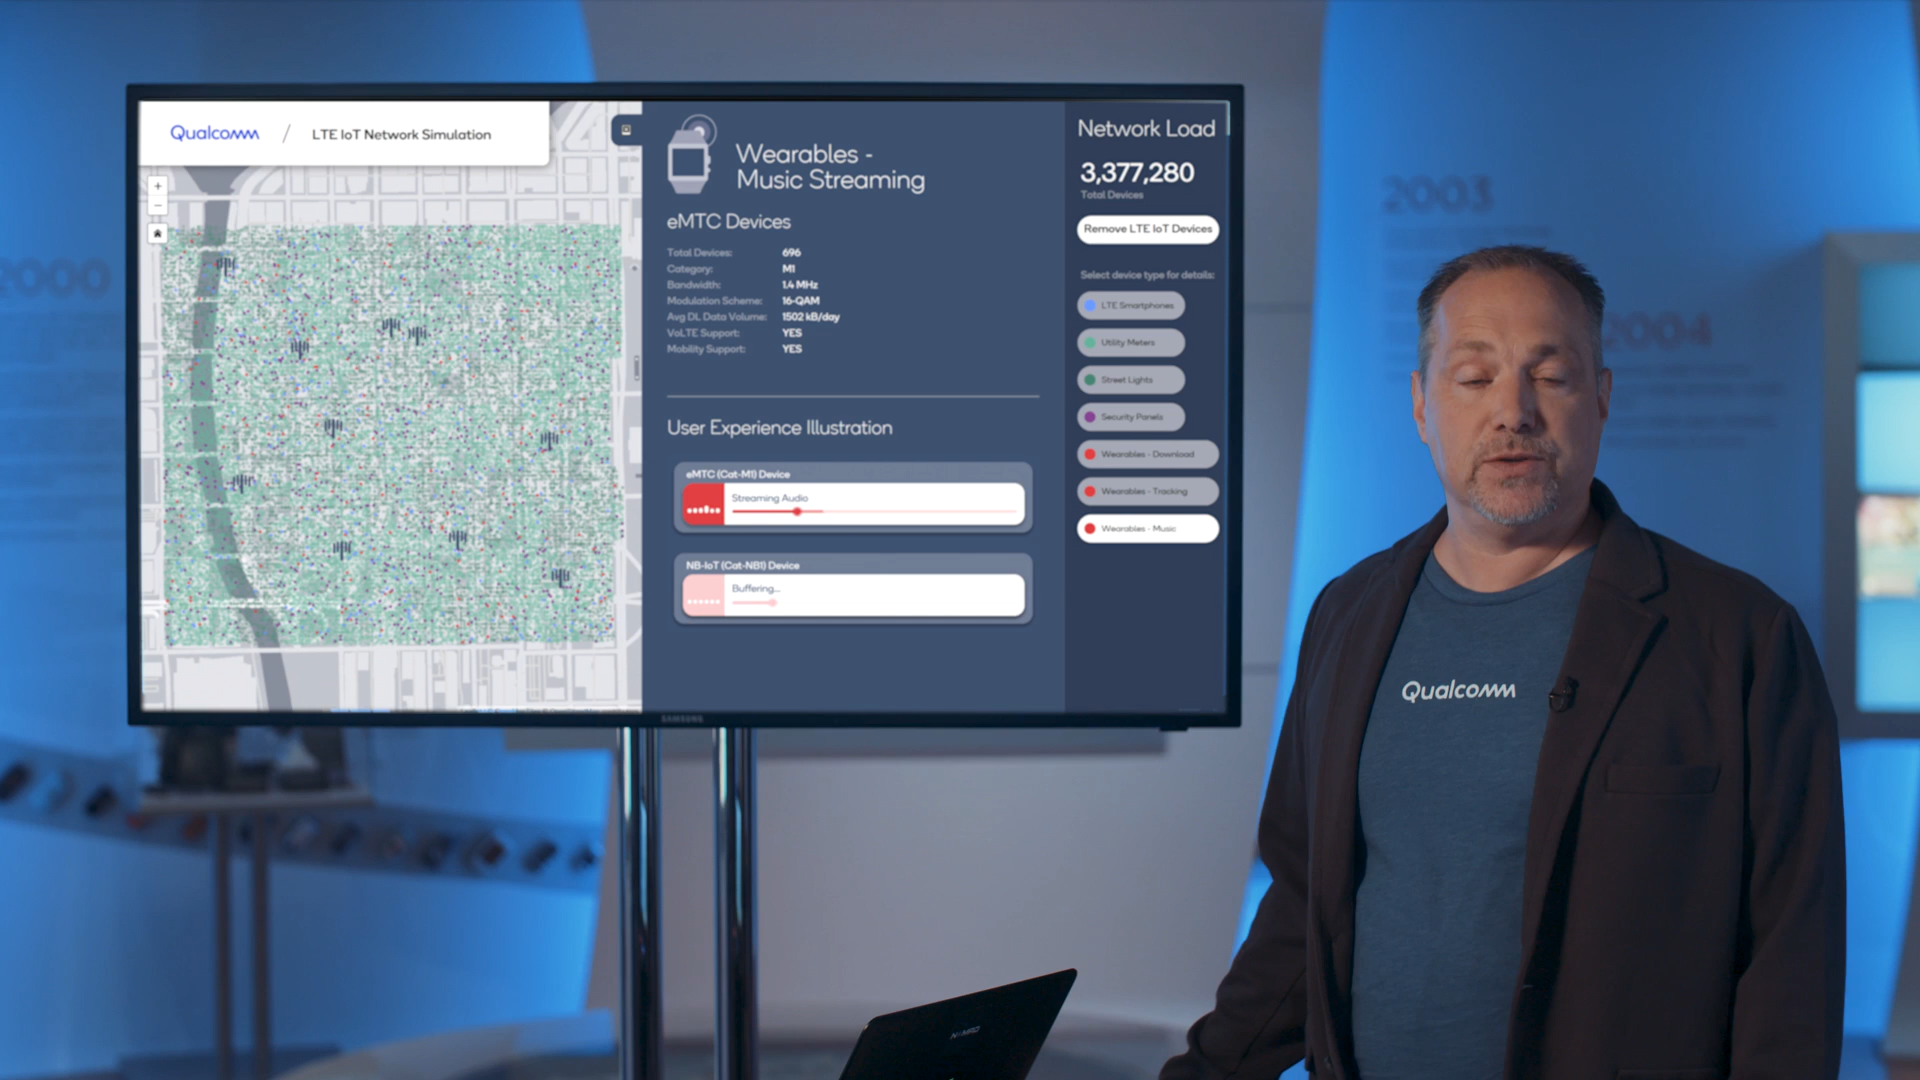 Qualcomm / LTE IoT Network Simulation
+
−
Wearables -
Music Streaming
eMTC Devices
Total Devices: 696
Category: M1
Bandwidth: 1.4 MHz
Modulation Scheme: 16-QAM
Avg DL Data Volume: 1502 kB/day
VoLTE Support: YES
Mobility Support: YES
User Experience Illustration
eMTC (Cat-M1) Device
Streaming Audio
NB-IoT (Cat-NB1) Device
Buffering...
Network Load
3,377,280
Total Devices
Remove LTE IoT Devices
Select device type for details:
LTE Smartphones
Utility Meters
Street Lights
Security Panels
Wearables - Download
Wearables - Tracking
Wearables - Music
SAMSUNG
2000
2003
2004
Qualcomm